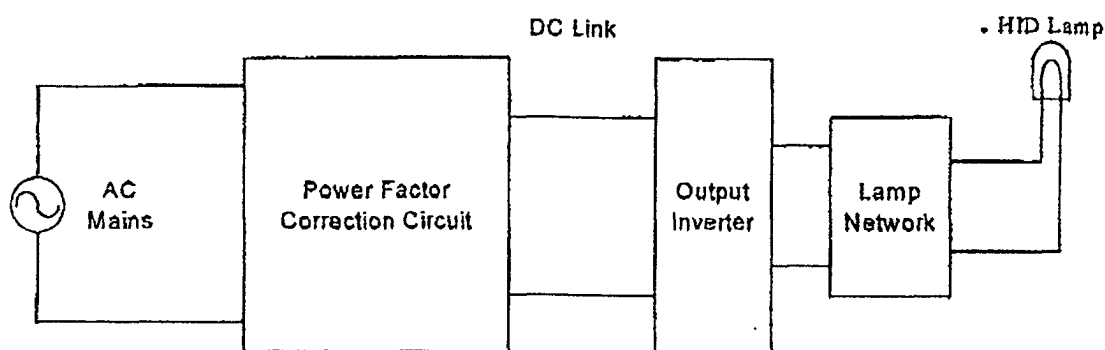 DC Link
HID Lamp
AC
Mains
Power Factor
Correction Circuit
Output
Inverter
Lamp
Network